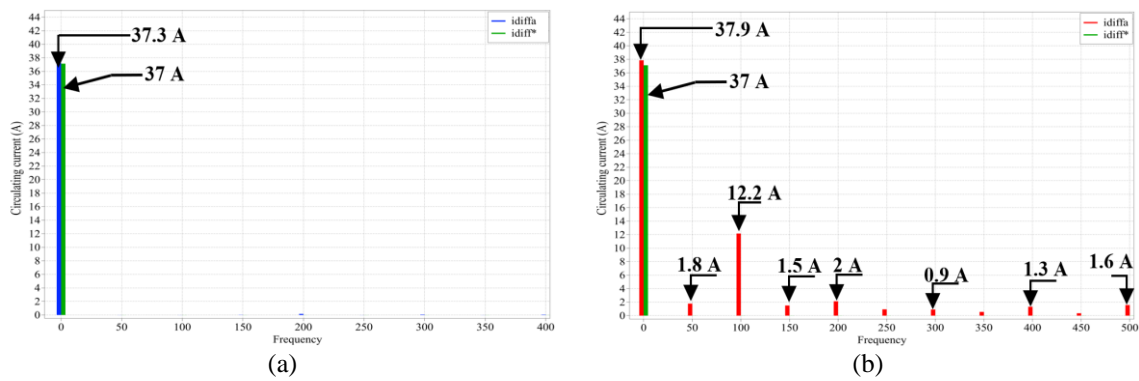 44
42
40
38
36
34
32
30
28
26
24
22
20
18
16
14
12
10
8
6
4
2
0
Circulating current (A)
37.3 A
37 A
idiffa
idiff*
0 50 100 150 200 250 300 350 400
Frequency
(a)
44
42
40
38
36
34
32
30
28
26
24
22
20
18
16
14
12
10
8
6
4
2
0
Circulating current (A)
37.9 A
37 A
idiffa
idiff*
12.2 A
1.8 A 1.5 A 2 A 0.9 A 1.3 A 1.6 A
0 50 100 150 200 250 300 350 400 450 500
Frequency
(b)